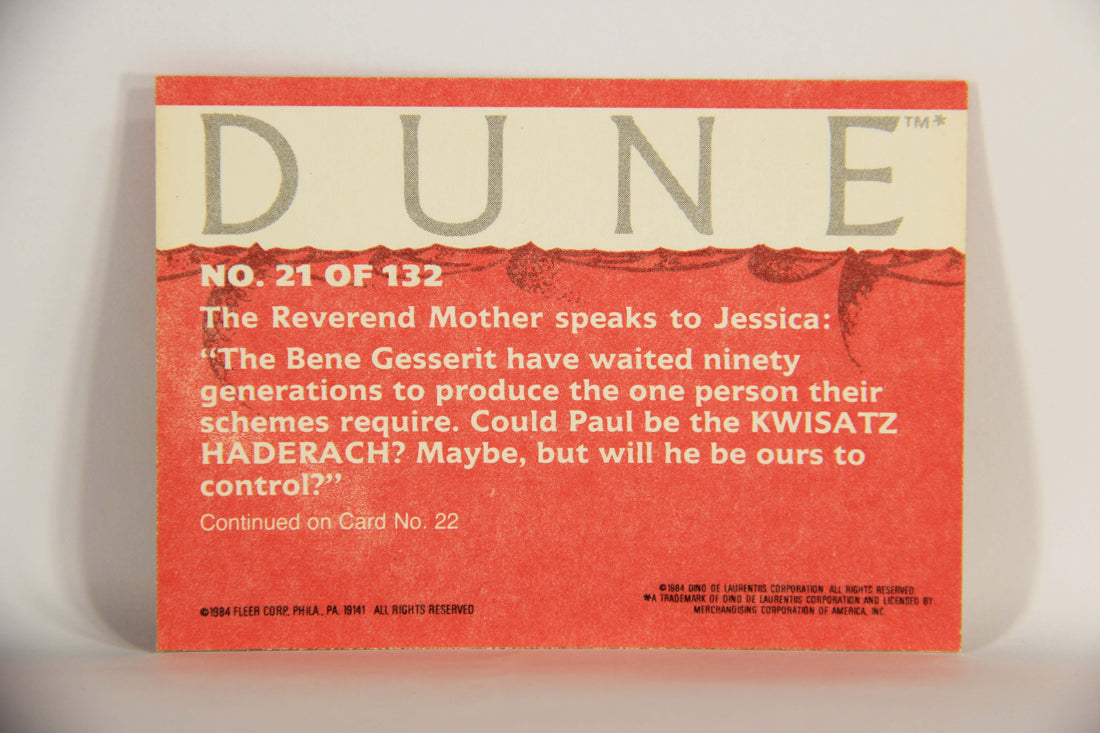 DUNE™*
NO. 21 OF 132
The Reverend Mother speaks to Jessica:
“The Bene Gesserit have waited ninety
generations to produce the one person their
schemes require. Could Paul be the KWISATZ
HADERACH? Maybe, but will he be ours to
control?”
Continued on Card No. 22
©1984 FLEER CORP., PHILA., PA. 19141 ALL RIGHTS RESERVED
©1984 DINO DE LAURENTIIS CORPORATION ALL RIGHTS RESERVED.
*A TRADEMARK OF DINO DE LAURENTIIS CORPORATION AND LICENSED BY
MERCHANDISING CORPORATION OF AMERICA, INC.